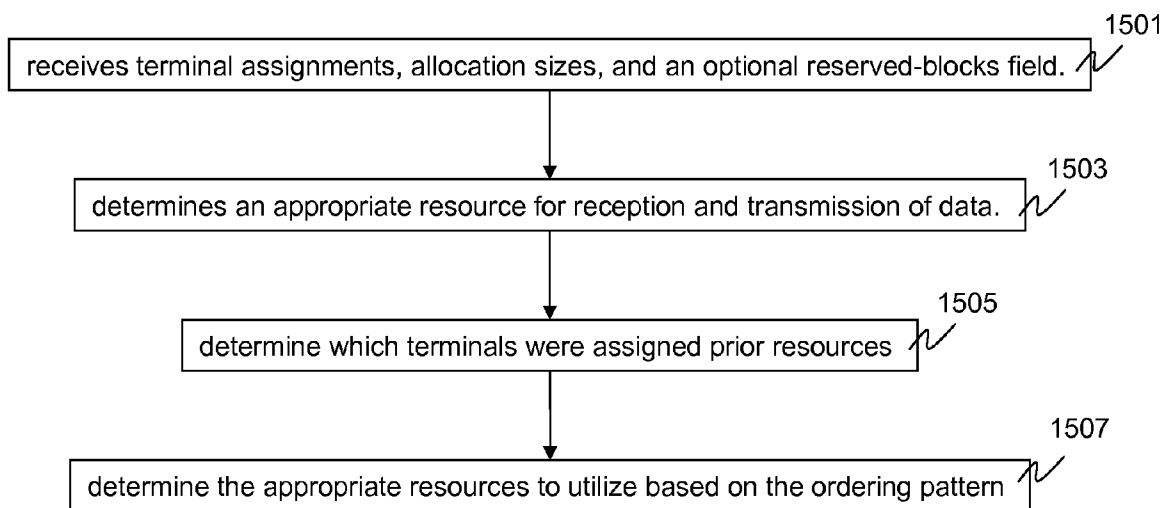 1501
receives terminal assignments, allocation sizes, and an optional reserved-blocks field.
1503
determines an appropriate resource for reception and transmission of data.
1505
determine which terminals were assigned prior resources
1507
determine the appropriate resources to utilize based on the ordering pattern